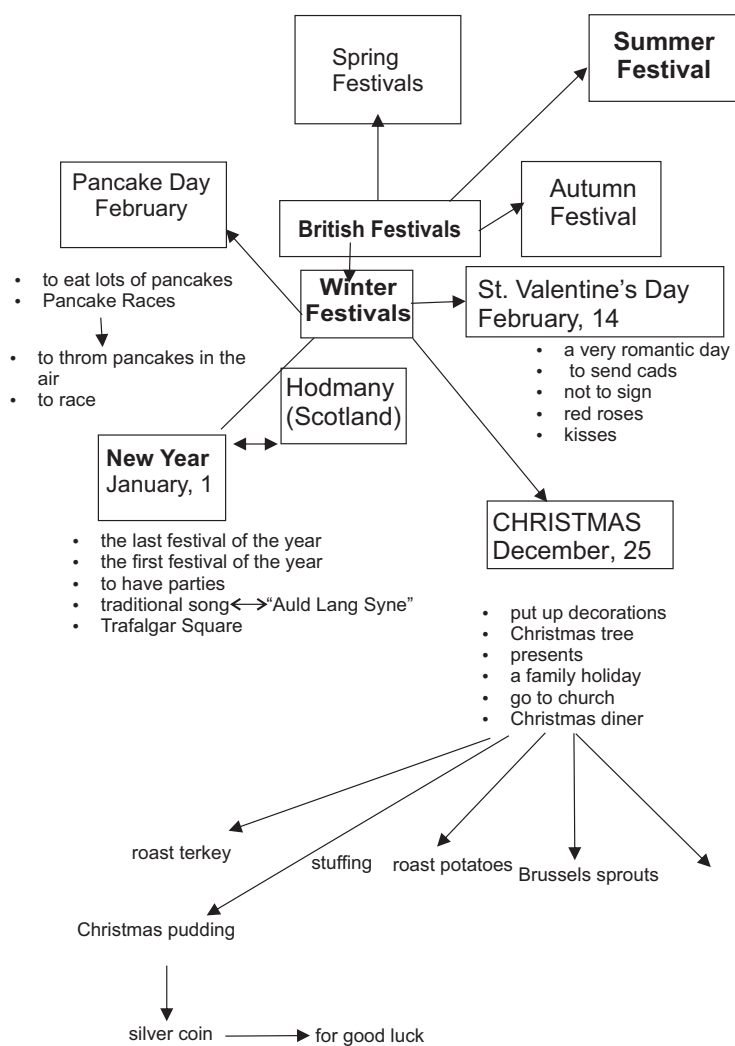 Spring
Festivals
Summer
Festival
Pancake Day
February
Autumn
Festival
British Festivals
• to eat lots of pancakes
• Pancake Races
Winter
Festivals
St. Valentine's Day
February, 14
• to throm pancakes in the
air
• to race
• a very romantic day
• to send cads
• not to sign
• red roses
• kisses
Hodmany
(Scotland)
New Year
January, 1
CHRISTMAS
December, 25
• the last festival of the year
• the first festival of the year
• to have parties
• traditional song "Auld Lang Syne"
• Trafalgar Square
• put up decorations
• Christmas tree
• presents
• a family holiday
• go to church
• Christmas diner
roast terkey
stuffing
roast potatoes
Brussels sprouts
Christmas pudding
silver coin
for good luck